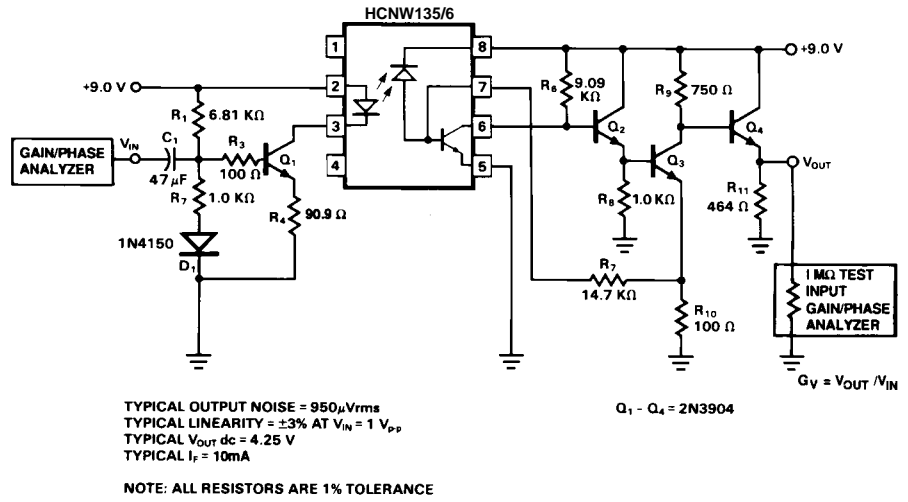 HCNW135/6
1
2
3
4
8
7
6
5
+9.0 V
R1
6.81 KΩ
GAIN/PHASE
ANALYZER
VIN
C1
47 µF
R3
100 Ω
Q1
R7
1.0 KΩ
R4
90.9 Ω
1N4150
D1
+9.0 V
R6
9.09
KΩ
R9
750 Ω
Q2
Q3
Q4
R8
1.0 KΩ
R11
464 Ω
VOUT
R7
14.7 KΩ
R10
100 Ω
1 MΩ TEST
INPUT
GAIN/PHASE
ANALYZER
GV = VOUT /VIN
TYPICAL OUTPUT NOISE = 950µVrms
TYPICAL LINEARITY = ±3% AT VIN = 1 Vp-p
TYPICAL VOUT dc = 4.25 V
TYPICAL IF = 10mA
Q1 - Q4 = 2N3904
NOTE: ALL RESISTORS ARE 1% TOLERANCE